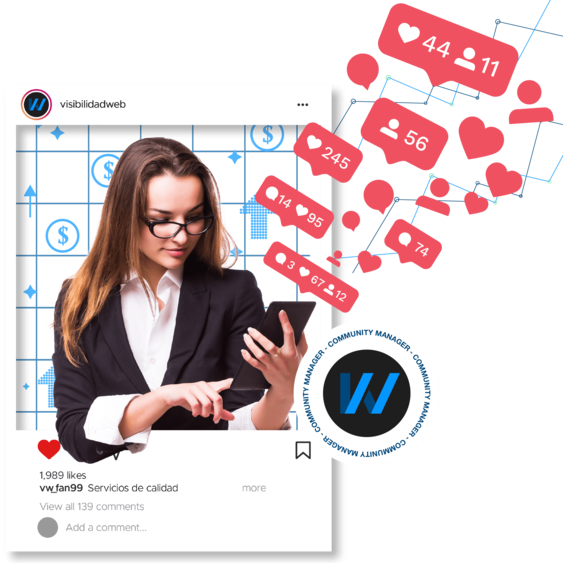 visibilidadweb
44 11
56
245
14 95
74
3 67 12
COMMUNITY MANAGER - COMMUNITY MANAGER - COMMUNITY MANAGER - COMMUNITY MANAGER -
W
1,989 likes
vw_fan99 Servicios de calidad more
View all 139 comments
Add a comment...